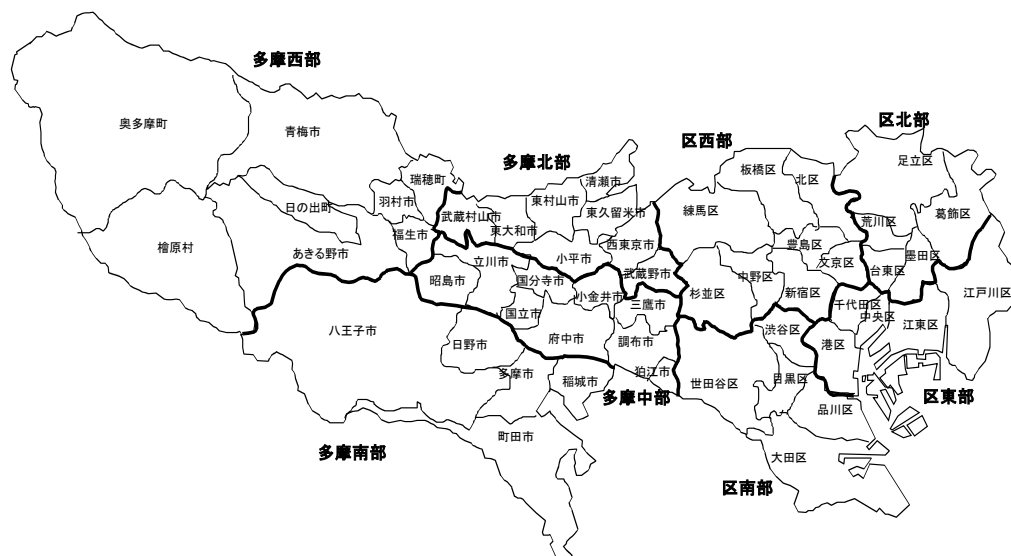 多摩西部
奥多摩町
青梅市
区北部
足立区
多摩北部
区西部
瑞穂町
清瀬市
板橋区
北区
羽村市
東村山市
日の出町
武蔵村山市
東久留米市
練馬区
荒川区
葛飾区
東大和市
福生市
檜原村
あきる野市
西東京市
豊島区
墨田区
立川市
小平市
文京区
台東区
昭島市
国分寺市
武蔵野市
中野区
杉並区
新宿区
江戸川区
小金井市
三鷹市
千代田区
中央区
国立市
江東区
八王子市
渋谷区
日野市
府中市
調布市
港区
多摩市
稲城市
狛江市
世田谷区
目黒区
多摩中部
区東部
品川区
町田市
多摩南部
大田区
区南部